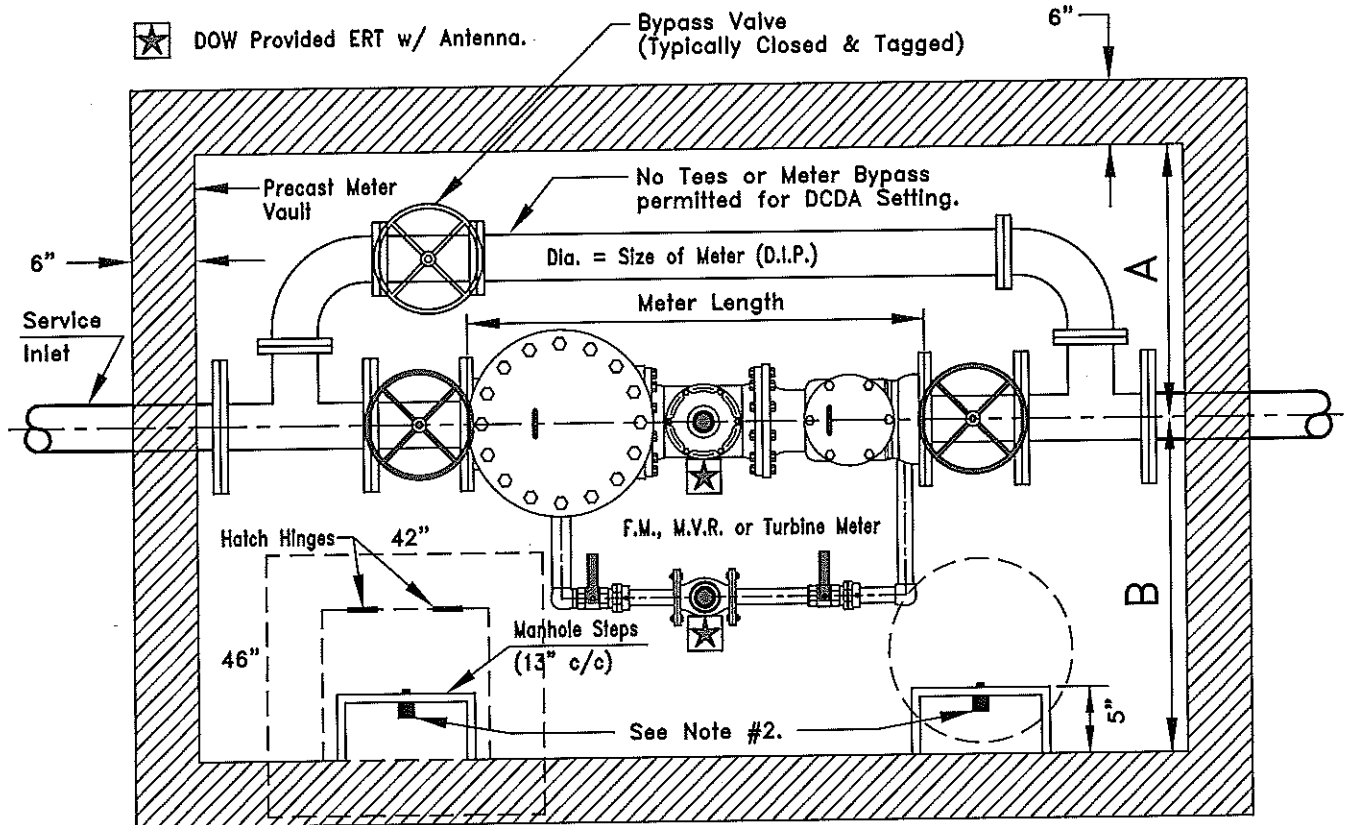 DOW Provided ERT w/ Antenna.
Bypass Valve
(Typically Closed & Tagged)
6"
Precast Meter
Vault
No Tees or Meter Bypass
permitted for DCDA Setting.
6"
Dia. = Size of Meter (D.I.P.)
A
Meter Length
Service
Inlet
F.M., M.V.R. or Turbine Meter
Hatch Hinges
42"
B
Manhole Steps
(13" c/c)
46"
See Note #2.
5"